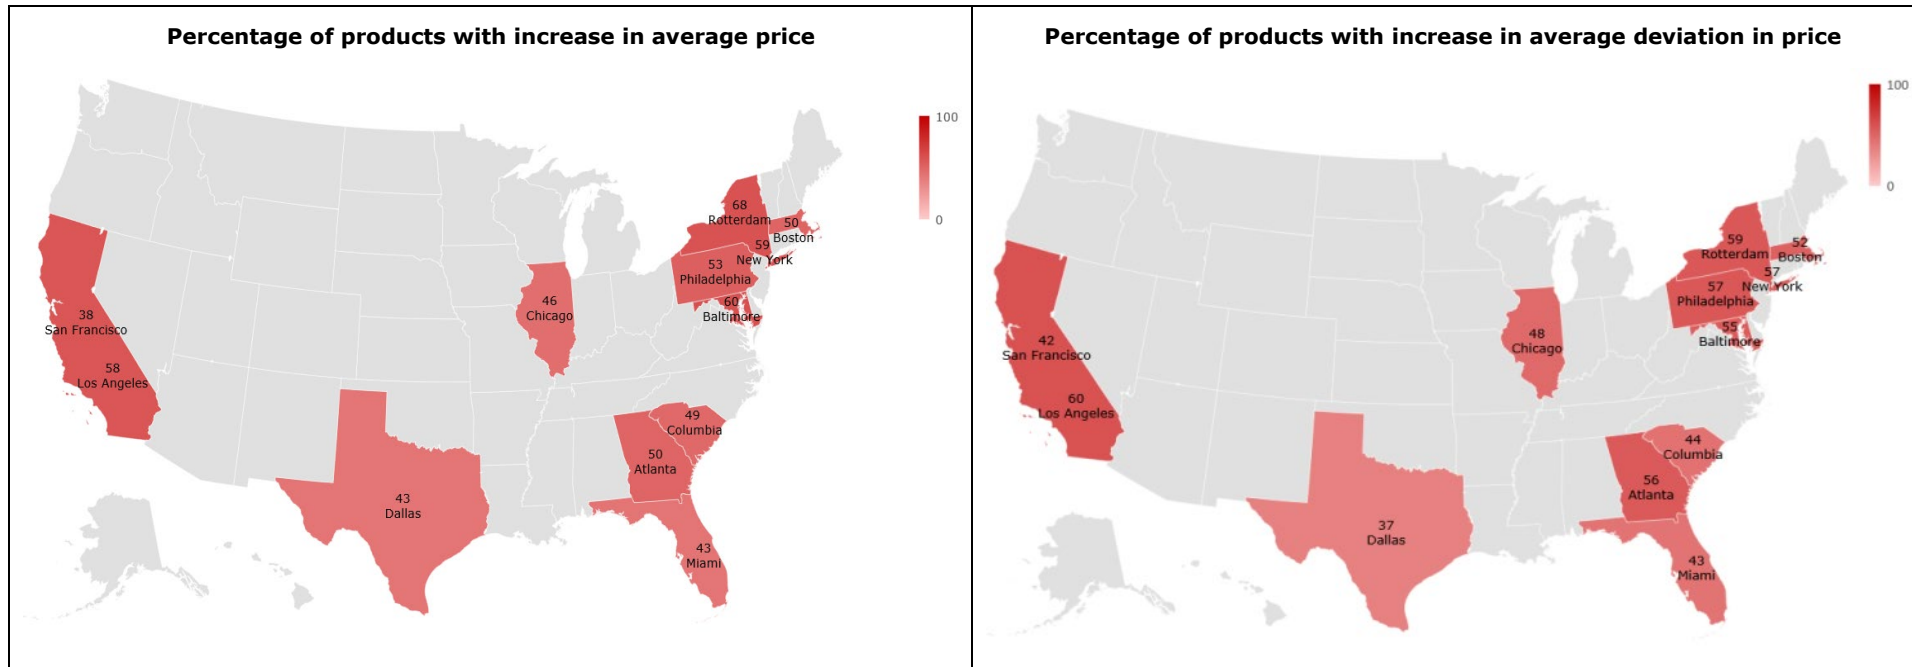 Percentage of products with increase in average price
100
0
68
Rotterdam
50
Boston
59
New York
53
Philadelphia
60
Baltimore
46
Chicago
38
San Francisco
58
Los Angeles
49
Columbia
50
Atlanta
43
Dallas
43
Miami
Percentage of products with increase in average deviation in price
100
0
59
Rotterdam
52
Boston
57
New York
57
Philadelphia
55
Baltimore
48
Chicago
42
San Francisco
60
Los Angeles
44
Columbia
56
Atlanta
37
Dallas
43
Miami